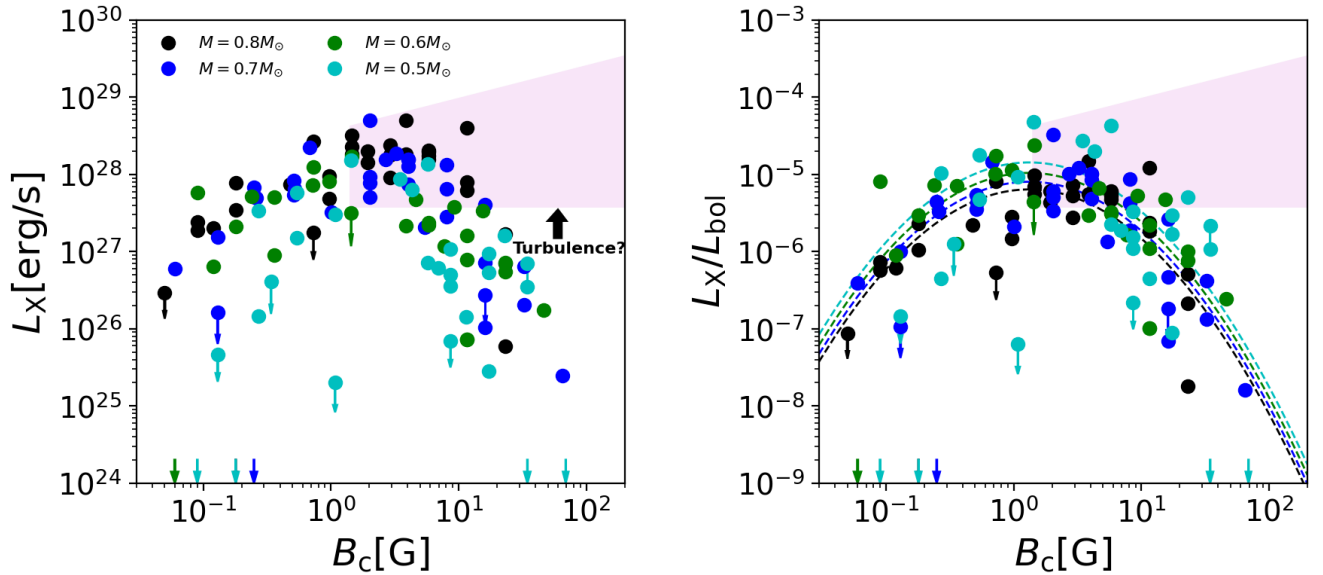 10^30
10^29
10^28
10^27
10^26
10^25
10^24
L_X[erg/s]
M = 0.8M_⊙
M = 0.7M_⊙
M = 0.6M_⊙
M = 0.5M_⊙
Turbulence?
10^-1
10^0
10^1
10^2
B_c[G]
10^-3
10^-4
10^-5
10^-6
10^-7
10^-8
10^-9
L_X/L_bol
10^-1
10^0
10^1
10^2
B_c[G]